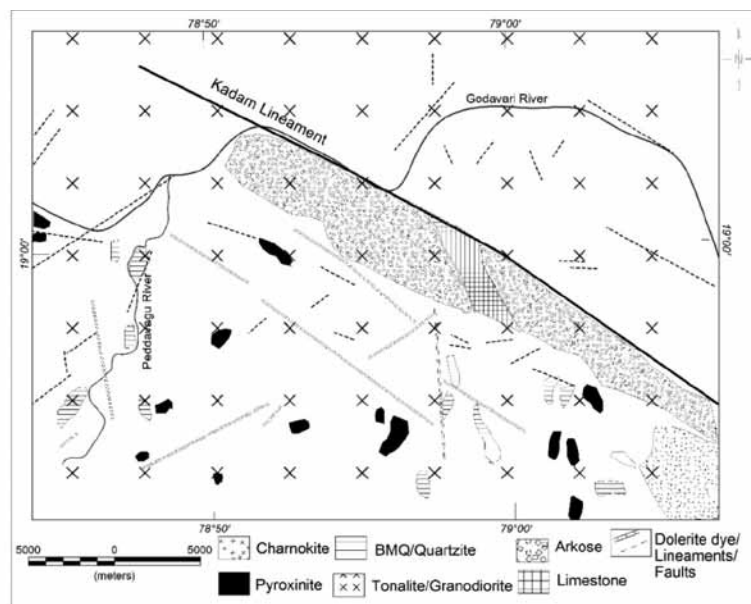 78°50'
79°00'
Kadam Lineament
Godavari River
19°00'
19°00'
Peddavagu River
78°50'
79°00'
5000 0 5000
(meters)
Charnokite
BMQ/Quartzite
Arkose
Dolerite dye/
Lineaments/
Faults
Pyroxinite
Tonalite/Granodiorite
Limestone